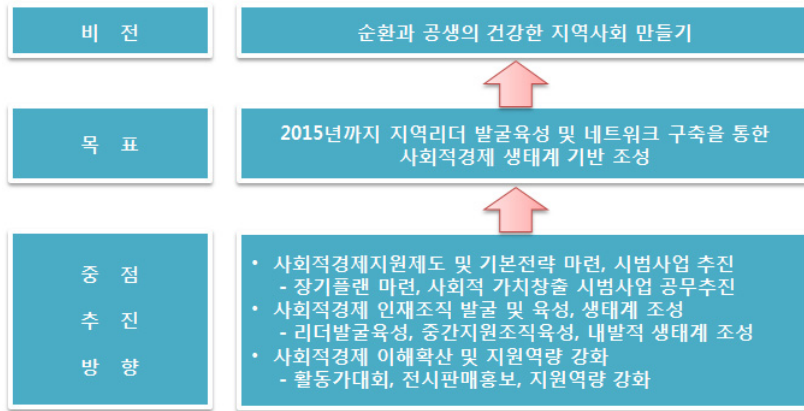 비 전
순환과 공생의 건강한 지역사회 만들기
목 표
2015년까지 지역리더 발굴육성 및 네트워크 구축을 통한
사회적경제 생태계 기반 조성
중 점
추 진
방 향
• 사회적경제지원제도 및 기본전략 마련, 시범사업 추진
- 장기플랜 마련, 사회적 가치창출 시범사업 공무추진
• 사회적경제 인재조직 발굴 및 육성, 생태계 조성
- 리더발굴육성, 중간지원조직육성, 내발적 생태계 조성
• 사회적경제 이해확산 및 지원역량 강화
- 활동가대회, 전시판매홍보, 지원역량 강화